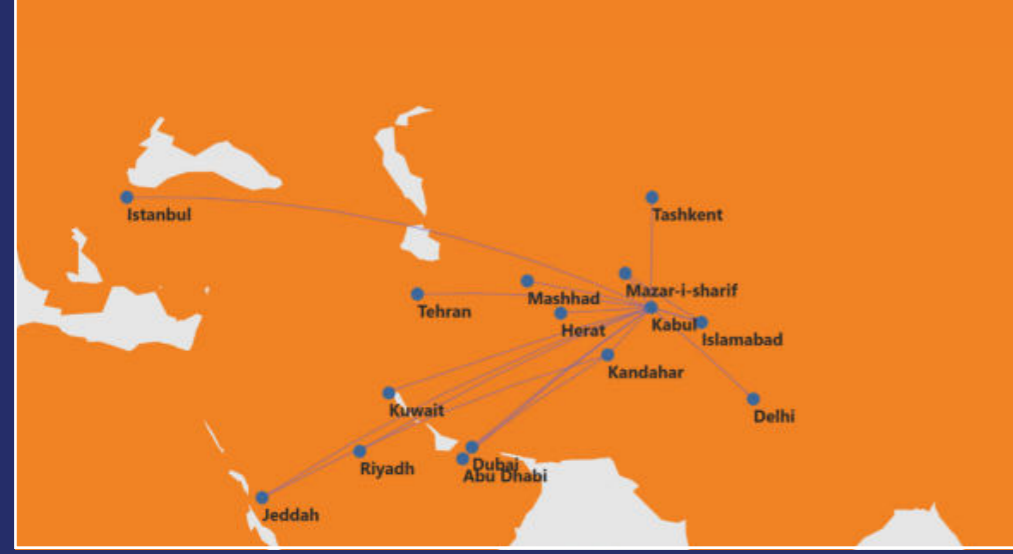 Istanbul
Tashkent
Mazar-i-sharif
Mashhad
Tehran
Herat
Kabul
Islamabad
Kandahar
Kuwait
Delhi
Riyadh
Dubai
Abu Dhabi
Jeddah